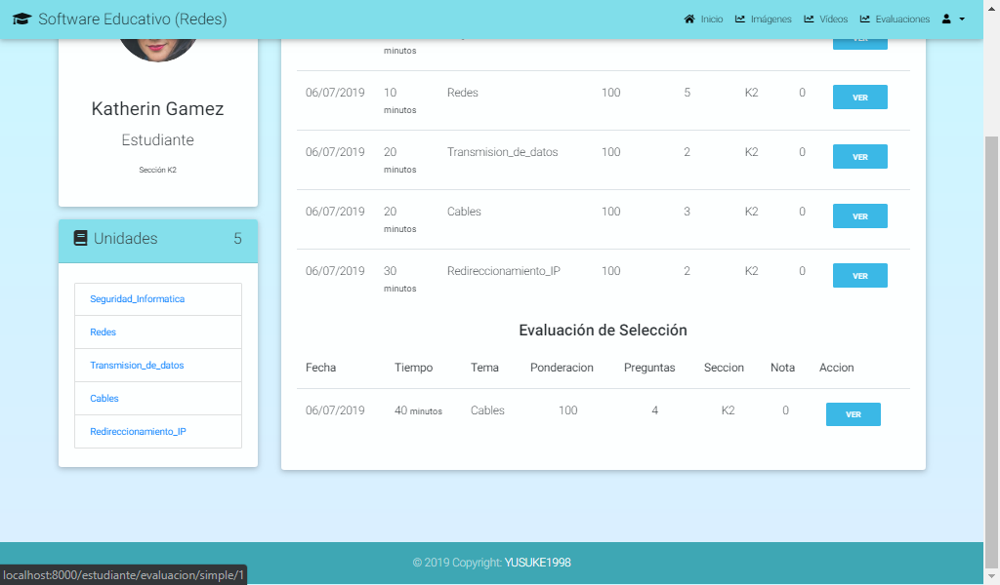 Software Educativo (Redes)
Inicio Imágenes Videos Evaluaciones
Katherin Gamez
Estudiante
Sección K2
Unidades 5
Seguridad_Informatica
Redes
Transmision_de_datos
Cables
Redireccionamiento_IP
minutos
06/07/2019 10 minutos Redes 100 5 K2 0 VER
06/07/2019 20 minutos Transmision_de_datos 100 2 K2 0 VER
06/07/2019 20 minutos Cables 100 3 K2 0 VER
06/07/2019 30 minutos Redireccionamiento_IP 100 2 K2 0 VER
Evaluación de Selección
Fecha Tiempo Tema Ponderacion Preguntas Seccion Nota Accion
06/07/2019 40 minutos Cables 100 4 K2 0 VER
© 2019 Copyright: YUSUKE1998
localhost:8000/estudiante/evaluacion/simple/1